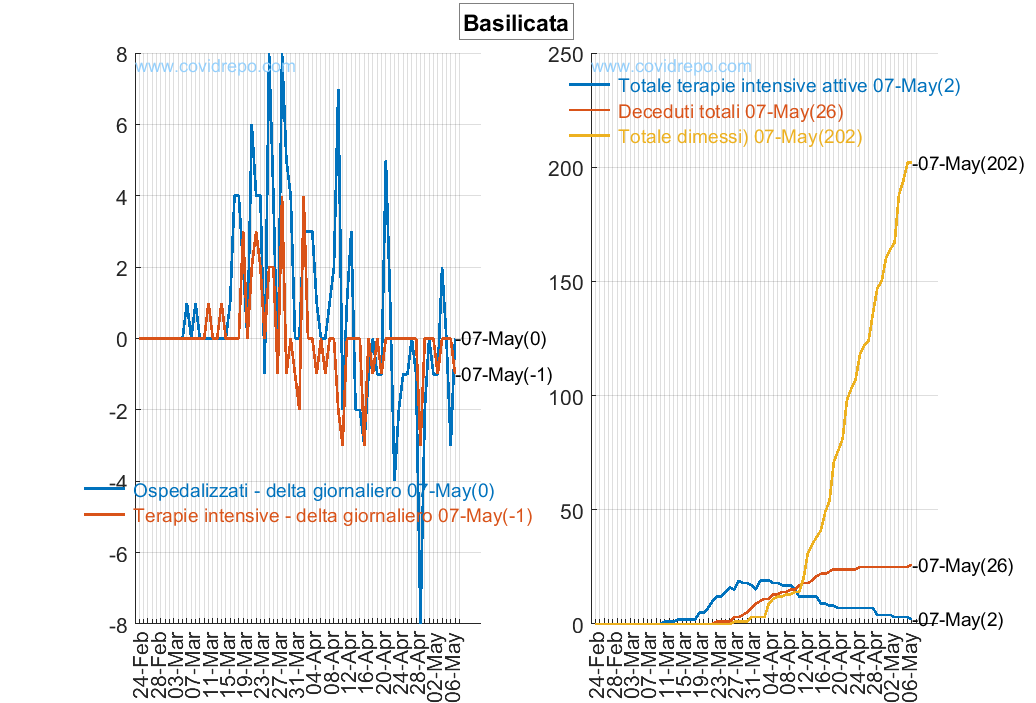 Basilicata
8
6
4
2
0
-2
-4
-6
-8
www.covidrepo.com
-07-May(0)
-07-May(-1)
Ospedalizzati - delta giornaliero 07-May(0)
Terapie intensive - delta giornaliero 07-May(-1)
24-Feb
28-Feb
03-Mar
07-Mar
11-Mar
15-Mar
19-Mar
23-Mar
27-Mar
31-Mar
04-Apr
08-Apr
12-Apr
16-Apr
20-Apr
24-Apr
28-Apr
02-May
06-May
250
200
150
100
50
0
www.covidrepo.com
Totale terapie intensive attive 07-May(2)
Deceduti totali 07-May(26)
Totale dimessi) 07-May(202)
-07-May(202)
-07-May(26)
-07-May(2)
24-Feb
28-Feb
03-Mar
07-Mar
11-Mar
15-Mar
19-Mar
23-Mar
27-Mar
31-Mar
04-Apr
08-Apr
12-Apr
16-Apr
20-Apr
24-Apr
28-Apr
02-May
06-May